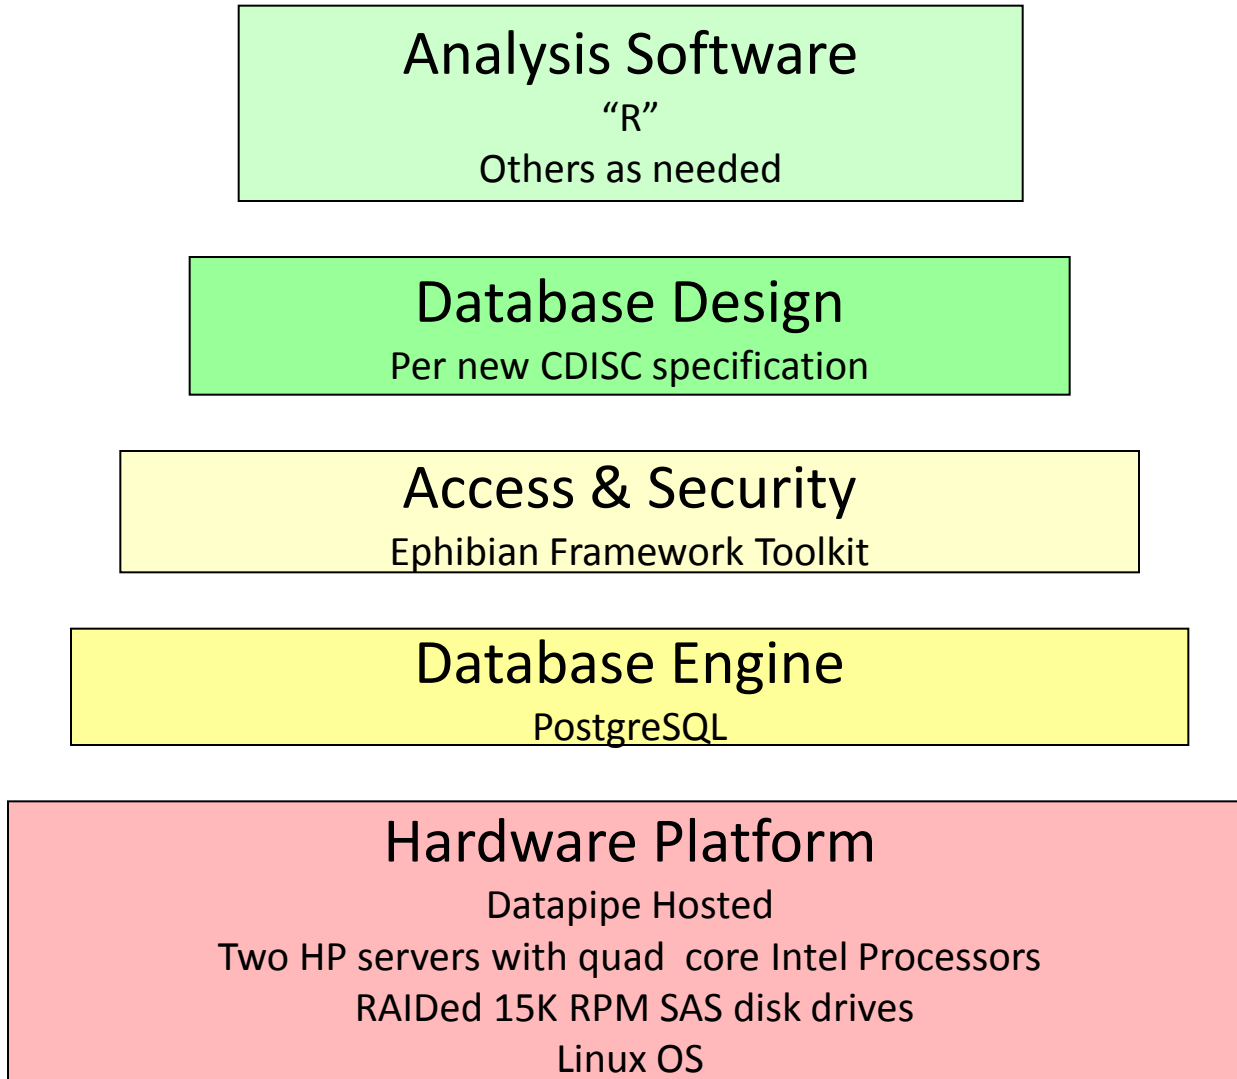 Analysis Software
“R”
Others as needed
Database Design
Per new CDISC specification
Access & Security
Ephibian Framework Toolkit
Database Engine
PostgreSQL
Hardware Platform
Datapipe Hosted
Two HP servers with quad  core Intel Processors
RAIDed 15K RPM SAS disk drives
Linux OS